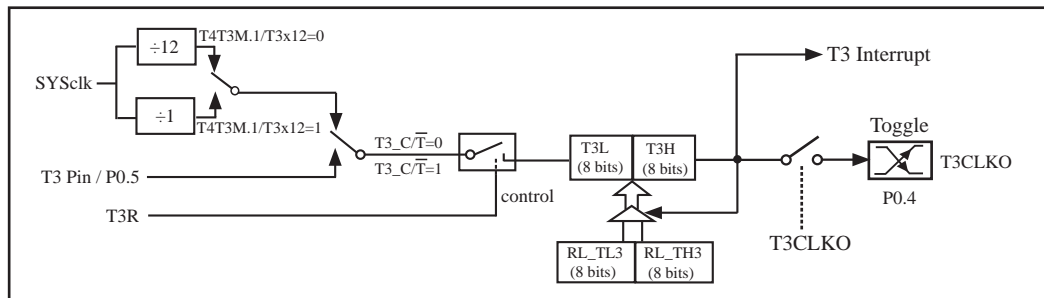 T4T3M.1/T3x12=0
÷12
SYSclk
÷1
T4T3M.1/T3x12=1
T3 Interrupt
Toggle
T3_C/T̅=0
T3_C/T̅=1
T3L
(8 bits)
T3H
(8 bits)
T3CLKO
P0.4
T3 Pin / P0.5
control
T3R
T3CLKO
RL_TL3
(8 bits)
RL_TH3
(8 bits)